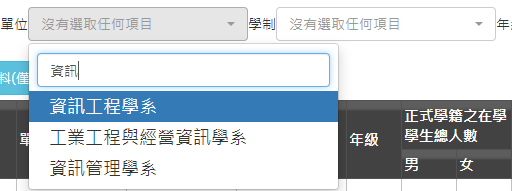 單位 沒有選取任何項目 學制 沒有選取任何項目
資訊
資訊工程學系
工業工程與經營資訊學系
資訊管理學系
年級
正式學籍之在學
學生總人數
男 女